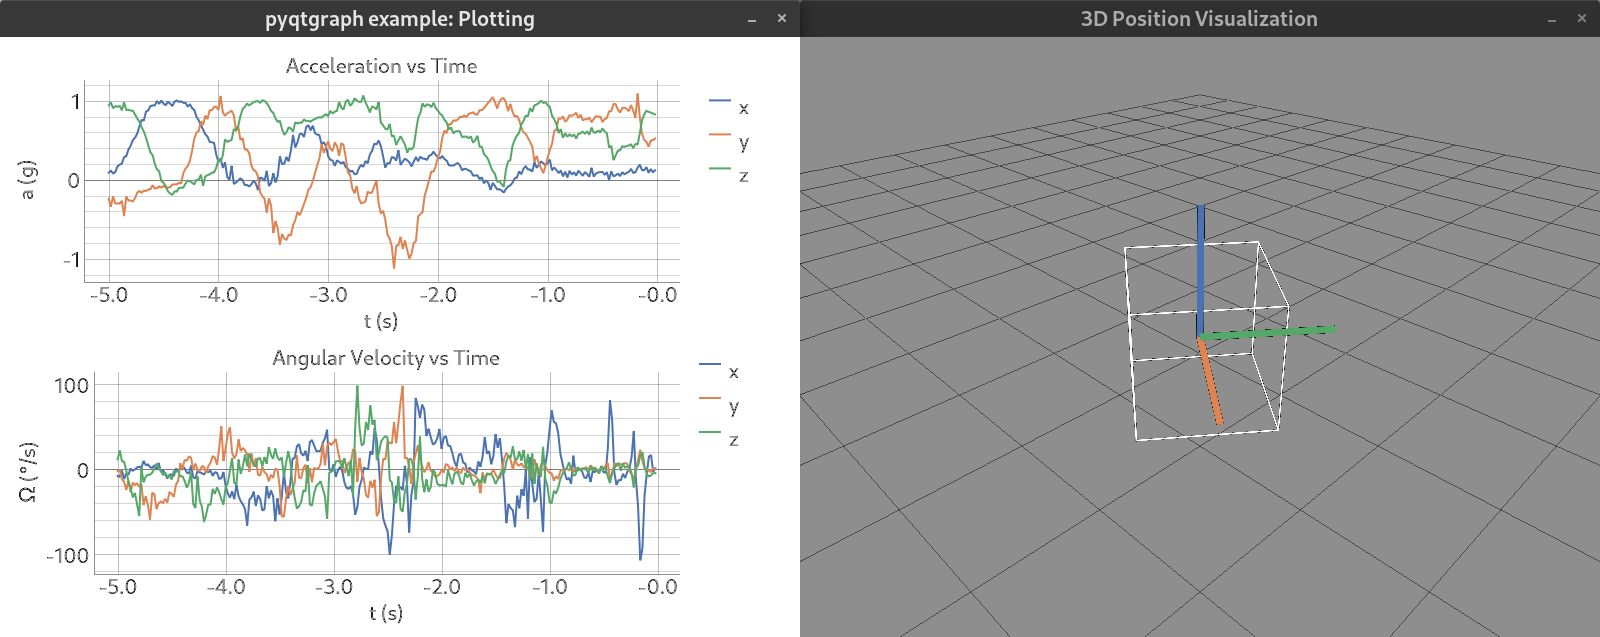 pyqtgraph example: Plotting
3D Position Visualization
Acceleration vs Time
a (g)
1
0
-1
-5.0 -4.0 -3.0 -2.0 -1.0 -0.0
t (s)
x
y
z
Angular Velocity vs Time
Ω (°/s)
100
0
-100
-5.0 -4.0 -3.0 -2.0 -1.0 -0.0
t (s)
x
y
z